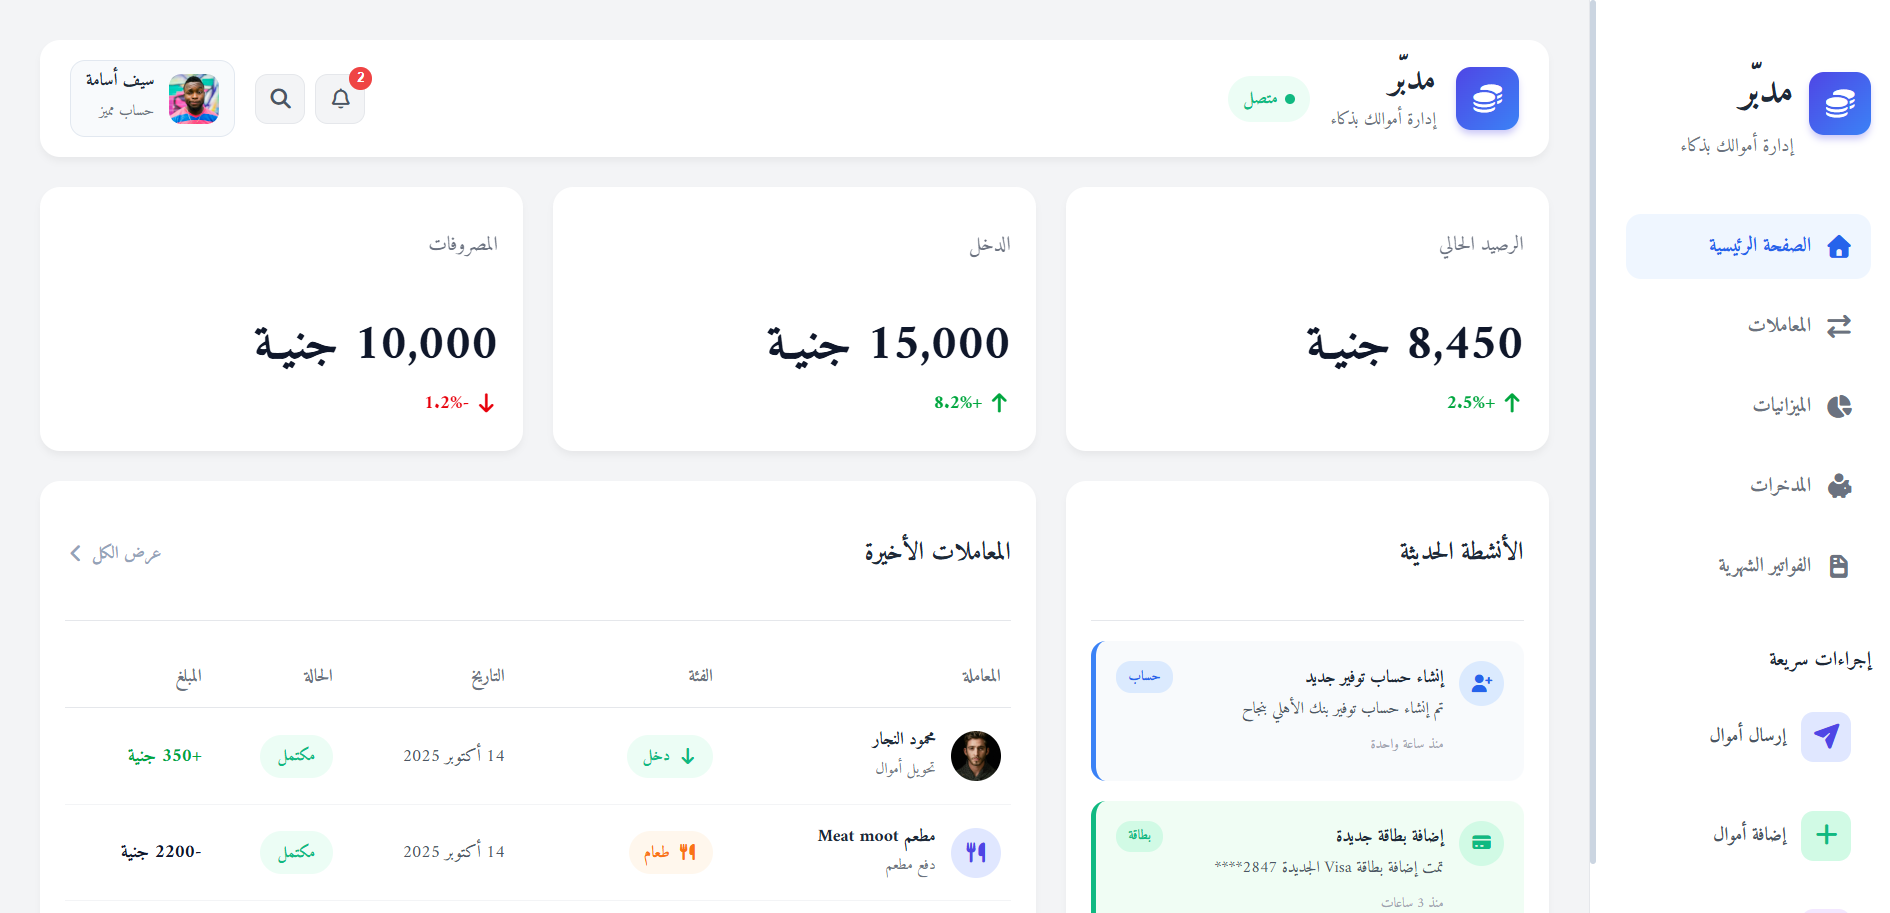 مدبّر
إدارة أموالك بذكاء
الصفحة الرئيسية
المعاملات
الميزانيات
المدخرات
الفواتير الشهرية
إجراءات سريعة
إرسال أموال
إضافة أموال
مدبّر
إدارة أموالك بذكاء
متصل
2
سيف أسامة
حساب مميز
الرصيد الحالي
8,450 جنية
+2.5%
الدخل
15,000 جنية
+8.2%
المصروفات
10,000 جنية
-1.2%
الأنشطة الحديثة
إنشاء حساب توفير جديد
حساب
تم إنشاء حساب توفير بنك الأهلي بنجاح
منذ ساعة واحدة
إضافة بطاقة جديدة
بطاقة
تمت إضافة بطاقة Visa الجديدة 2847****
منذ 3 ساعات
المعاملات الأخيرة
عرض الكل
المعاملة الفئة التاريخ الحالة المبلغ
محمود النجار
تحويل أموال
دخل
14 أكتوبر 2025
مكتمل
+350 جنية
مطعم Meat moot
دفع مطعم
طعام
14 أكتوبر 2025
مكتمل
-2200 جنية